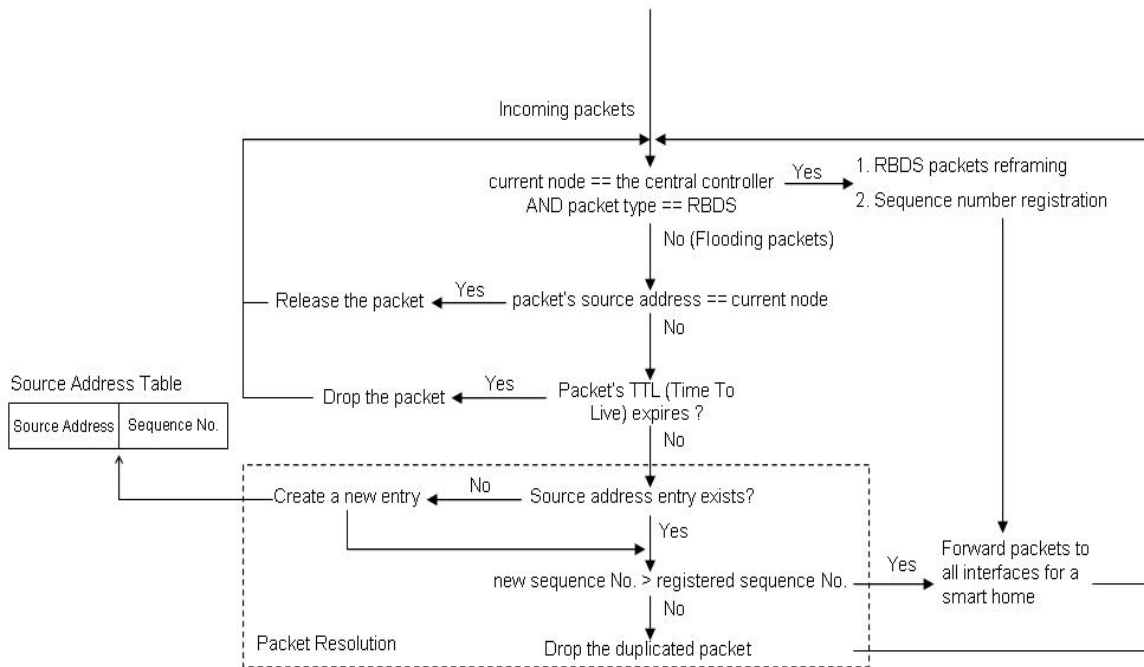 Incoming packets
current node == the central controller
AND packet type == RBDS
Yes
1. RBDS packets reframing
2. Sequence number registration
No (Flooding packets)
Release the packet
Yes
packet's source address == current node
No
Source Address Table
Source Address
Sequence No.
Drop the packet
Yes
Packet's TTL (Time To
Live) expires ?
No
Create a new entry
No
Source address entry exists?
Yes
new sequence No. > registered sequence No.
Yes
Forward packets to
all interfaces for a
smart home
No
Packet Resolution
Drop the duplicated packet